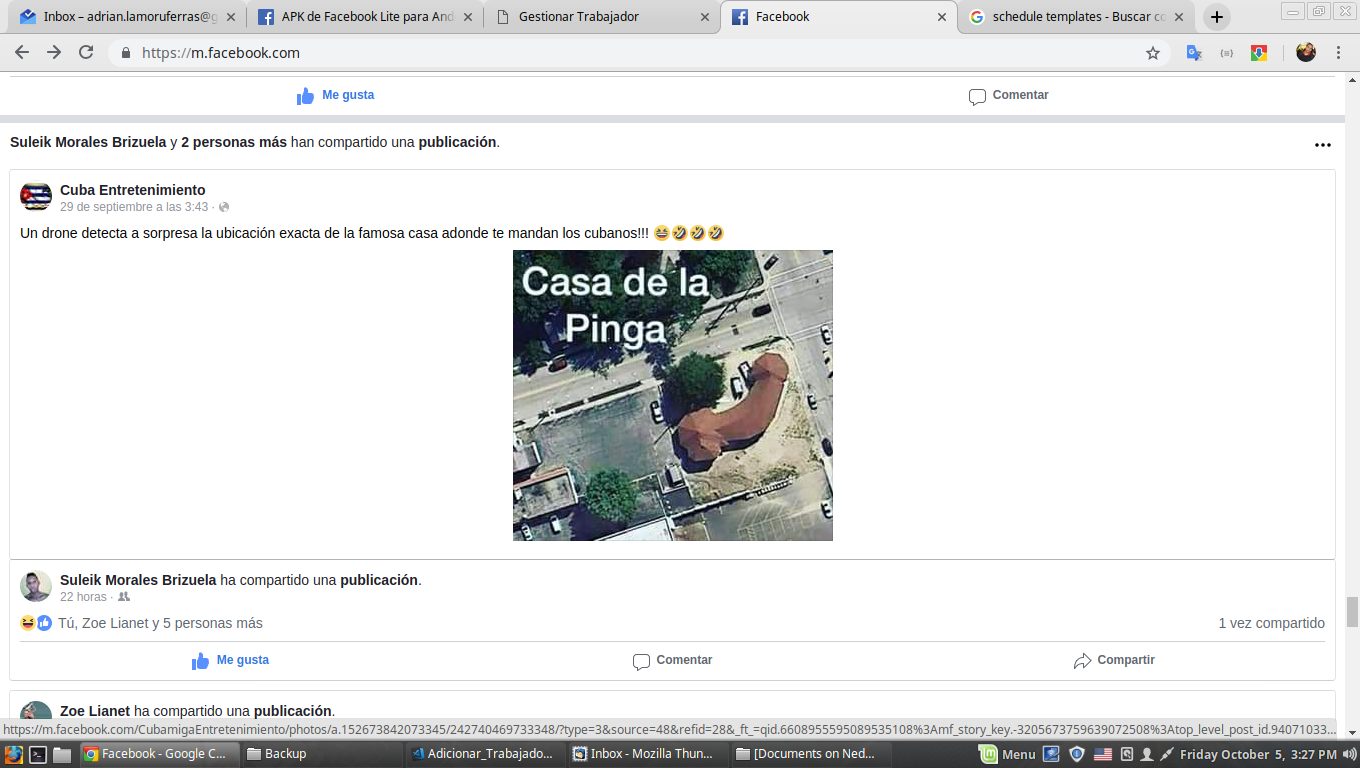 Inbox – adrian.lamoruferras@g
APK de Facebook Lite para And
Gestionar Trabajador
Facebook
schedule templates - Buscar co
https://m.facebook.com
Me gusta
Comentar
Suleik Morales Brizuela y 2 personas más han compartido una publicación.
Cuba Entretenimiento
29 de septiembre a las 3:43 ·
Un drone detecta a sorpresa la ubicación exacta de la famosa casa adonde te mandan los cubanos!!! 😆🤣🤣🤣
Casa de la
Pinga
Suleik Morales Brizuela ha compartido una publicación.
22 horas ·
Tú, Zoe Lianet y 5 personas más
1 vez compartido
Me gusta
Comentar
Compartir
Zoe Lianet ha compartido una publicación.
https://m.facebook.com/CubamigaEntretenimiento/photos/a.152673842073345/242740469733348/?type=3&source=48&refid=28&_ft_=qid.6608955595089535108%3Amf_story_key.-3205673759639072508%3Atop_level_post_id.94071033...
Facebook - Google C...
Backup
Adicionar_Trabajado...
Inbox - Mozilla Thun...
[Documents on Ned...
Menu
Friday October 5, 3:27 PM